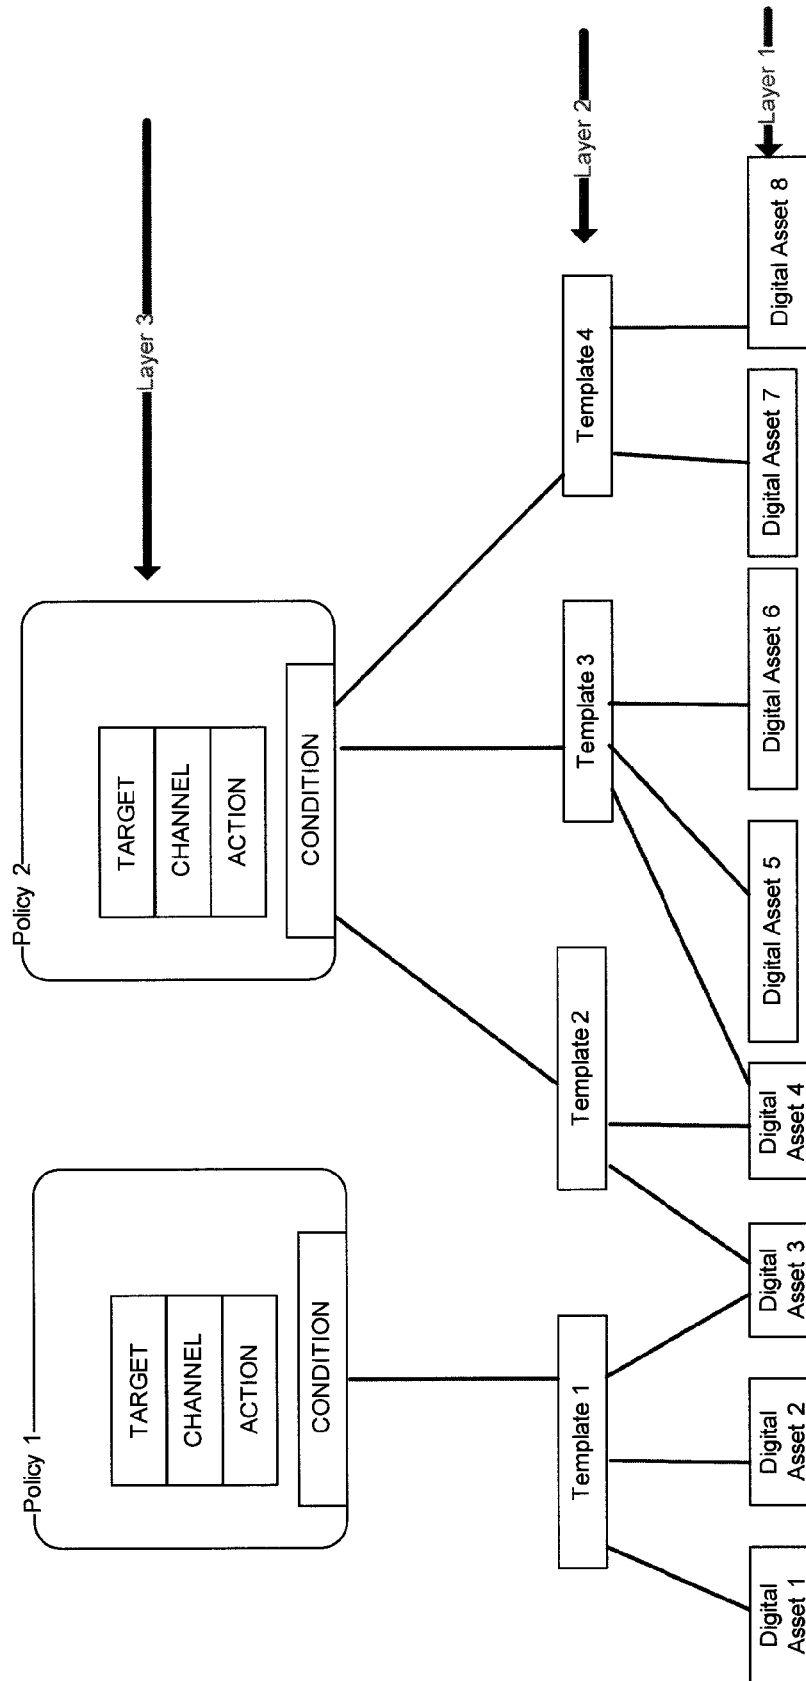 Policy 1
TARGET
CHANNEL
ACTION
CONDITION
Policy 2
TARGET
CHANNEL
ACTION
CONDITION
Layer 3
Template 1
Template 2
Template 3
Template 4
Layer 2
Digital
Asset 1
Digital
Asset 2
Digital
Asset 3
Digital
Asset 4
Digital Asset 5
Digital Asset 6
Digital Asset 7
Digital Asset 8
Layer 1